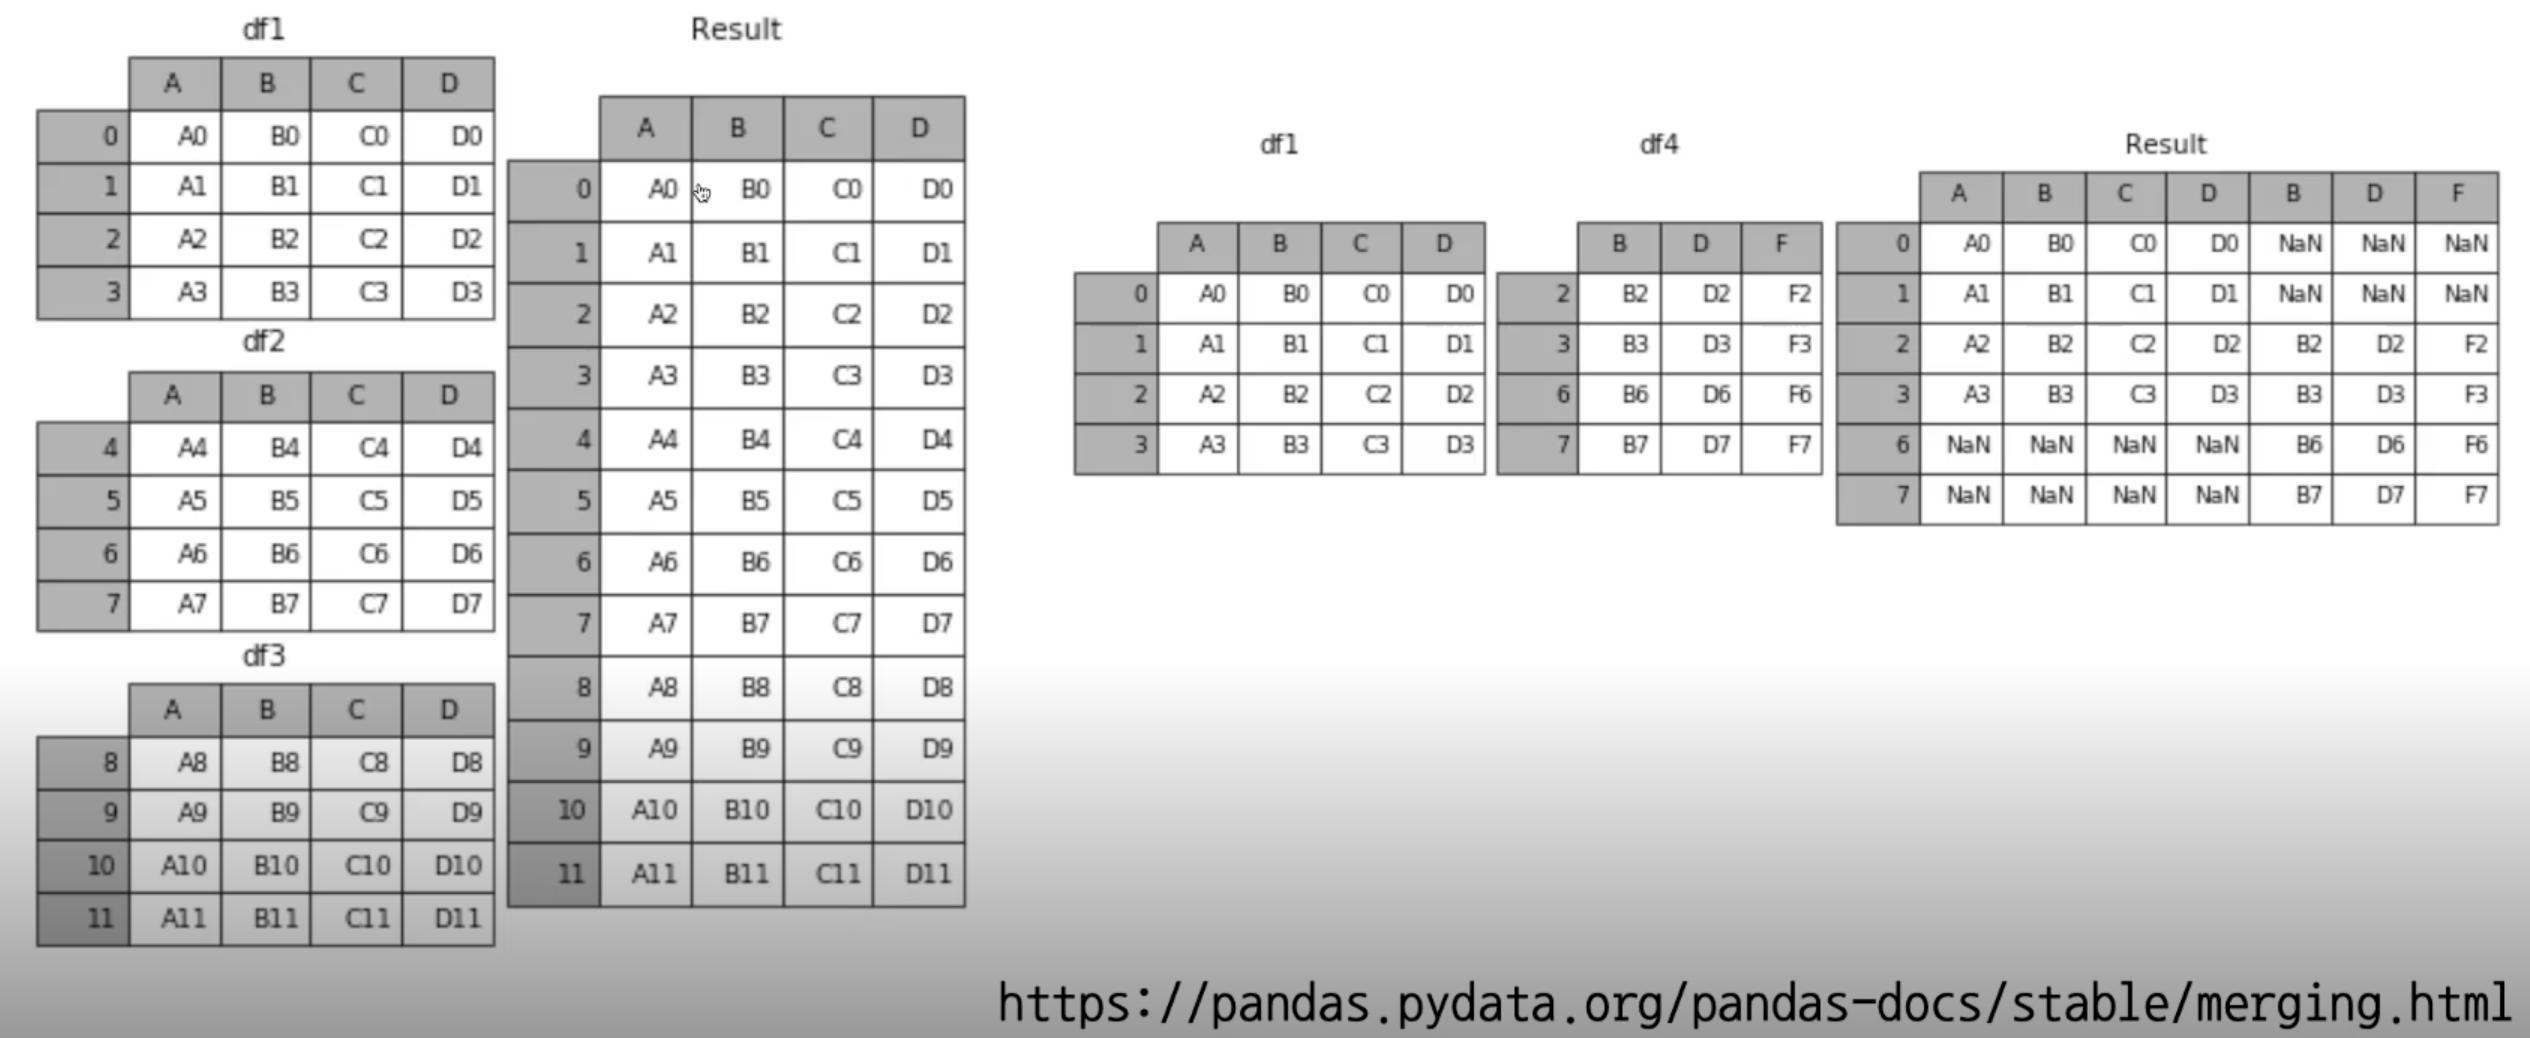 df1
A B C D
0 A0 B0 C0 D0
1 A1 B1 C1 D1
2 A2 B2 C2 D2
3 A3 B3 C3 D3
df2
A B C D
4 A4 B4 C4 D4
5 A5 B5 C5 D5
6 A6 B6 C6 D6
7 A7 B7 C7 D7
df3
A B C D
8 A8 B8 C8 D8
9 A9 B9 C9 D9
10 A10 B10 C10 D10
11 A11 B11 C11 D11
Result
A B C D
0 A0 B0 C0 D0
1 A1 B1 C1 D1
2 A2 B2 C2 D2
3 A3 B3 C3 D3
4 A4 B4 C4 D4
5 A5 B5 C5 D5
6 A6 B6 C6 D6
7 A7 B7 C7 D7
8 A8 B8 C8 D8
9 A9 B9 C9 D9
10 A10 B10 C10 D10
11 A11 B11 C11 D11
df1
A B C D
0 A0 B0 C0 D0
1 A1 B1 C1 D1
2 A2 B2 C2 D2
3 A3 B3 C3 D3
df4
B D F
2 B2 D2 F2
3 B3 D3 F3
6 B6 D6 F6
7 B7 D7 F7
Result
A B C D B D F
0 A0 B0 C0 D0 NaN NaN NaN
1 A1 B1 C1 D1 NaN NaN NaN
2 A2 B2 C2 D2 B2 D2 F2
3 A3 B3 C3 D3 B3 D3 F3
6 NaN NaN NaN NaN B6 D6 F6
7 NaN NaN NaN NaN B7 D7 F7
https://pandas.pydata.org/pandas-docs/stable/merging.html